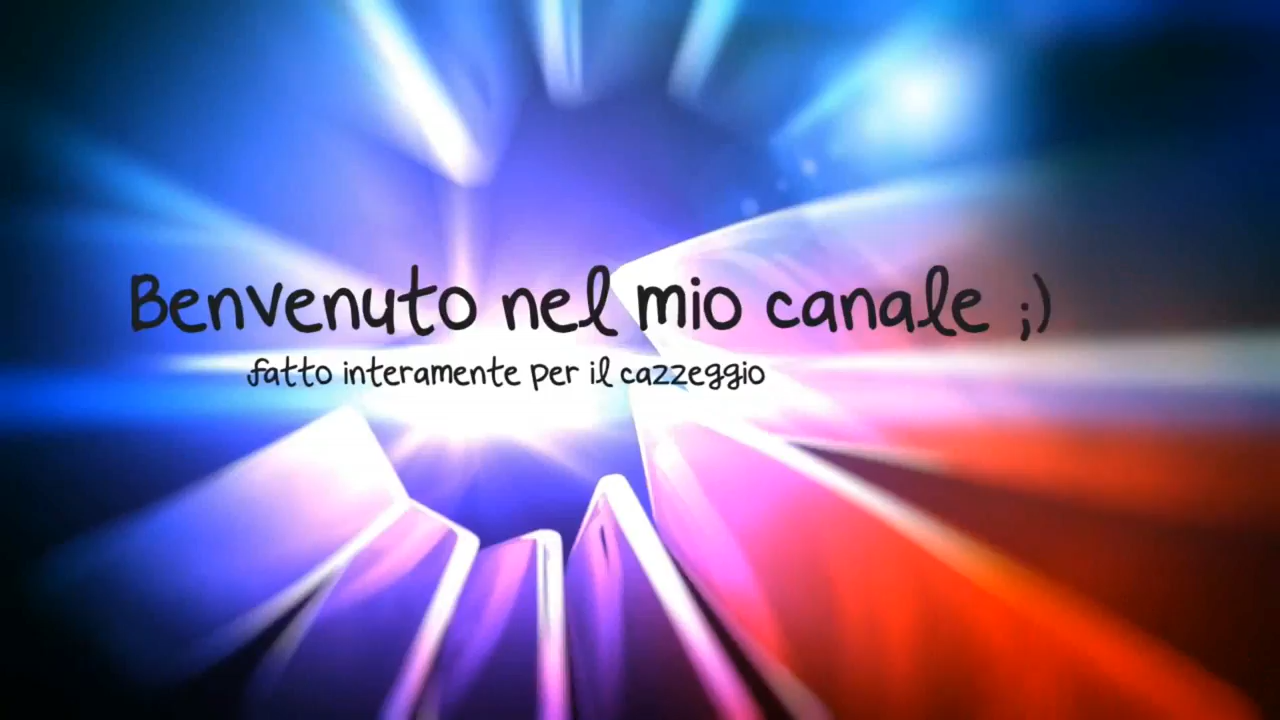 Benvenuto nel mio canale ;)
fatto interamente per il cazzeggio